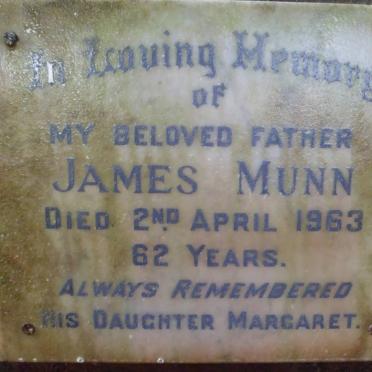 In Loving Memory
of
MY BELOVED FATHER
JAMES MUNN
DIED 2ND APRIL 1963
62 YEARS.
ALWAYS REMEMBERED
HIS DAUGHTER MARGARET.